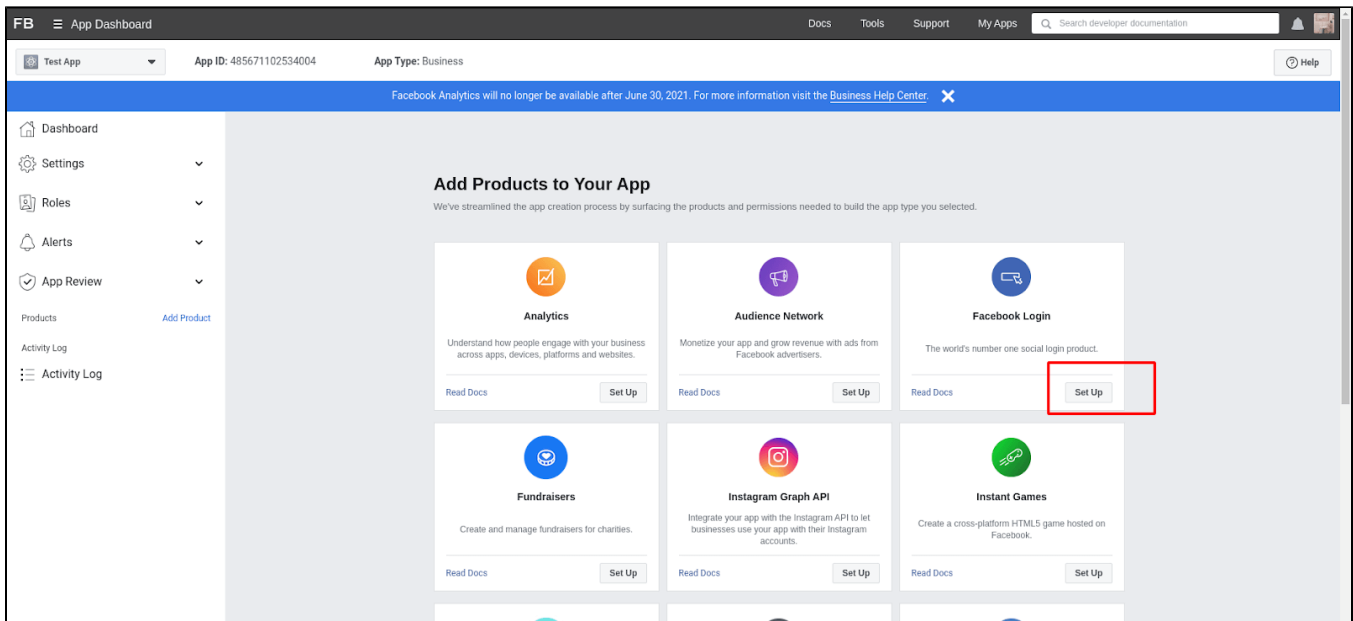 FB ☰ App Dashboard Docs Tools Support My Apps Search developer documentation
Test App App ID: 485671102534004 App Type: Business Help
Facebook Analytics will no longer be available after June 30, 2021. For more information visit the Business Help Center.
Dashboard
Settings
Roles
Alerts
App Review
Products Add Product
Activity Log
Activity Log
Add Products to Your App
We've streamlined the app creation process by surfacing the products and permissions needed to build the app type you selected.
Analytics
Understand how people engage with your business
across apps, devices, platforms and websites.
Read Docs Set Up
Audience Network
Monetize your app and grow revenue with ads from
Facebook advertisers.
Read Docs Set Up
Facebook Login
The world's number one social login product.
Read Docs Set Up
Fundraisers
Create and manage fundraisers for charities.
Read Docs Set Up
Instagram Graph API
Integrate your app with the Instagram API to let
businesses use your app with their Instagram
accounts.
Read Docs Set Up
Instant Games
Create a cross-platform HTML5 game hosted on
Facebook.
Read Docs Set Up